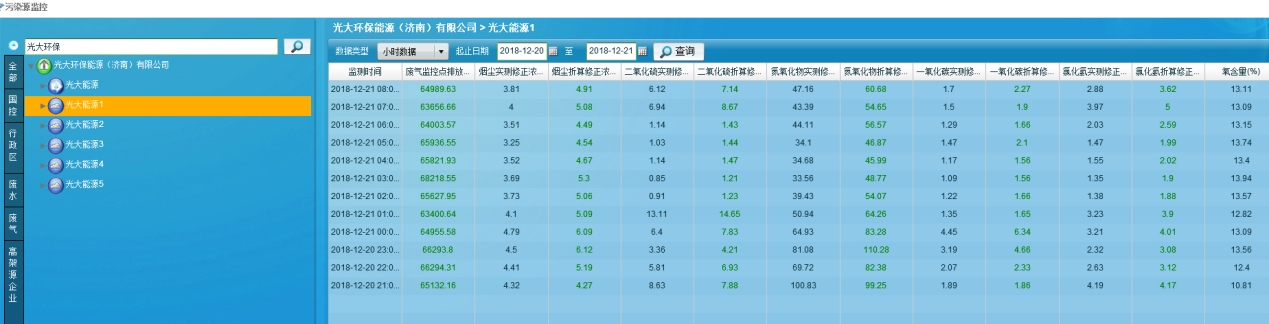 污染源监控
光大环保
全部
国控
行政区
废水
废气
高架源企业
光大环保能源（济南）有限公司
光大能源
光大能源1
光大能源2
光大能源3
光大能源4
光大能源5
光大环保能源（济南）有限公司 > 光大能源1
数据类型 小时数据 起止日期 2018-12-20 至 2018-12-21 查询
监测时间 废气监控点排放... 烟尘实测修正浓... 烟尘折算修正浓... 二氧化硫实测修... 二氧化硫折算修... 氮氧化物实测修... 氮氧化物折算修... 一氧化碳实测修... 一氧化碳折算修... 氯化氢实测修正... 氯化氢折算修正... 氧含量(%)
2018-12-21 08:0... 64989.63 3.81 4.91 6.12 7.14 47.16 60.68 1.7 2.27 2.88 3.62 13.11
2018-12-21 07:0... 63656.66 4 5.08 6.94 8.67 43.39 54.65 1.5 1.9 3.97 5 13.09
2018-12-21 06:0... 64003.57 3.51 4.49 1.14 1.43 44.11 56.57 1.29 1.66 2.03 2.59 13.15
2018-12-21 05:0... 65936.55 3.25 4.54 1.03 1.44 34.1 46.87 1.47 2.1 1.47 1.99 13.74
2018-12-21 04:0... 65821.93 3.52 4.67 1.14 1.47 34.68 45.99 1.17 1.56 1.55 2.02 13.4
2018-12-21 03:0... 68218.55 3.69 5.3 0.85 1.21 33.56 48.77 1.09 1.56 1.35 1.9 13.94
2018-12-21 02:0... 65627.95 3.73 5.06 0.91 1.23 39.43 54.07 1.22 1.66 1.38 1.88 13.57
2018-12-21 01:0... 63400.64 4.1 5.09 13.11 14.65 50.94 64.26 1.35 1.65 3.23 3.9 12.82
2018-12-21 00:0... 64955.58 4.79 6.09 6.4 7.83 64.93 83.28 4.45 6.34 3.21 4.01 13.09
2018-12-20 23:0... 66293.8 4.5 6.12 3.36 4.21 81.08 110.28 3.19 4.66 2.32 3.08 13.56
2018-12-20 22:0... 66294.31 4.41 5.19 5.81 6.93 69.72 82.38 2.07 2.33 2.63 3.12 12.4
2018-12-20 21:0... 65132.16 4.32 4.27 8.63 7.88 100.83 99.25 1.89 1.86 4.19 4.17 10.81